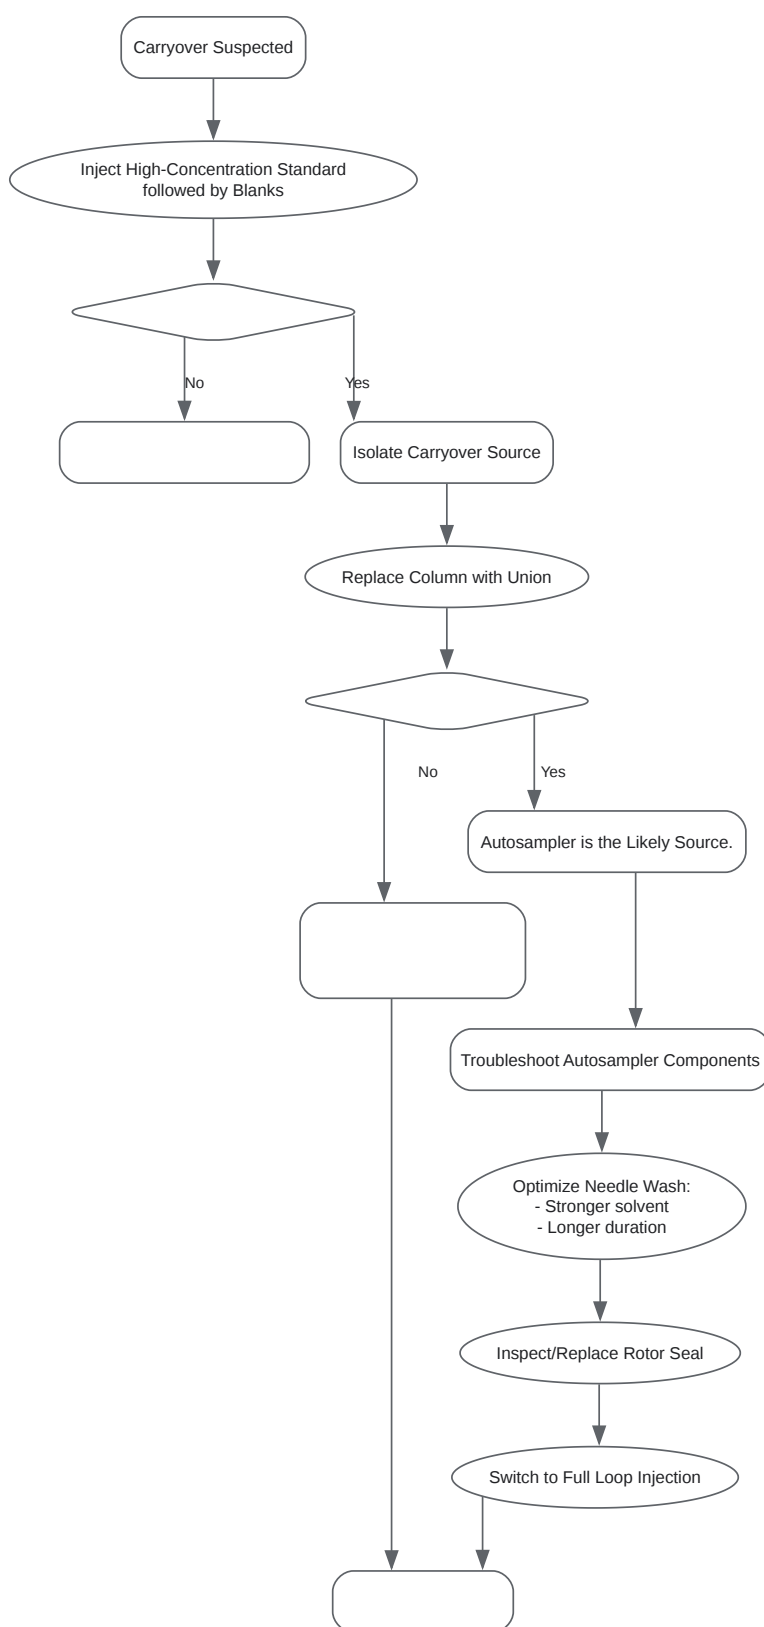 Carryover Suspected
Inject High-Concentration Standard
followed by Blanks
No
Yes
Isolate Carryover Source
Replace Column with Union
No
Yes
Autosampler is the Likely Source.
Troubleshoot Autosampler Components
Optimize Needle Wash:
- Stronger solvent
- Longer duration
Inspect/Replace Rotor Seal
Switch to Full Loop Injection